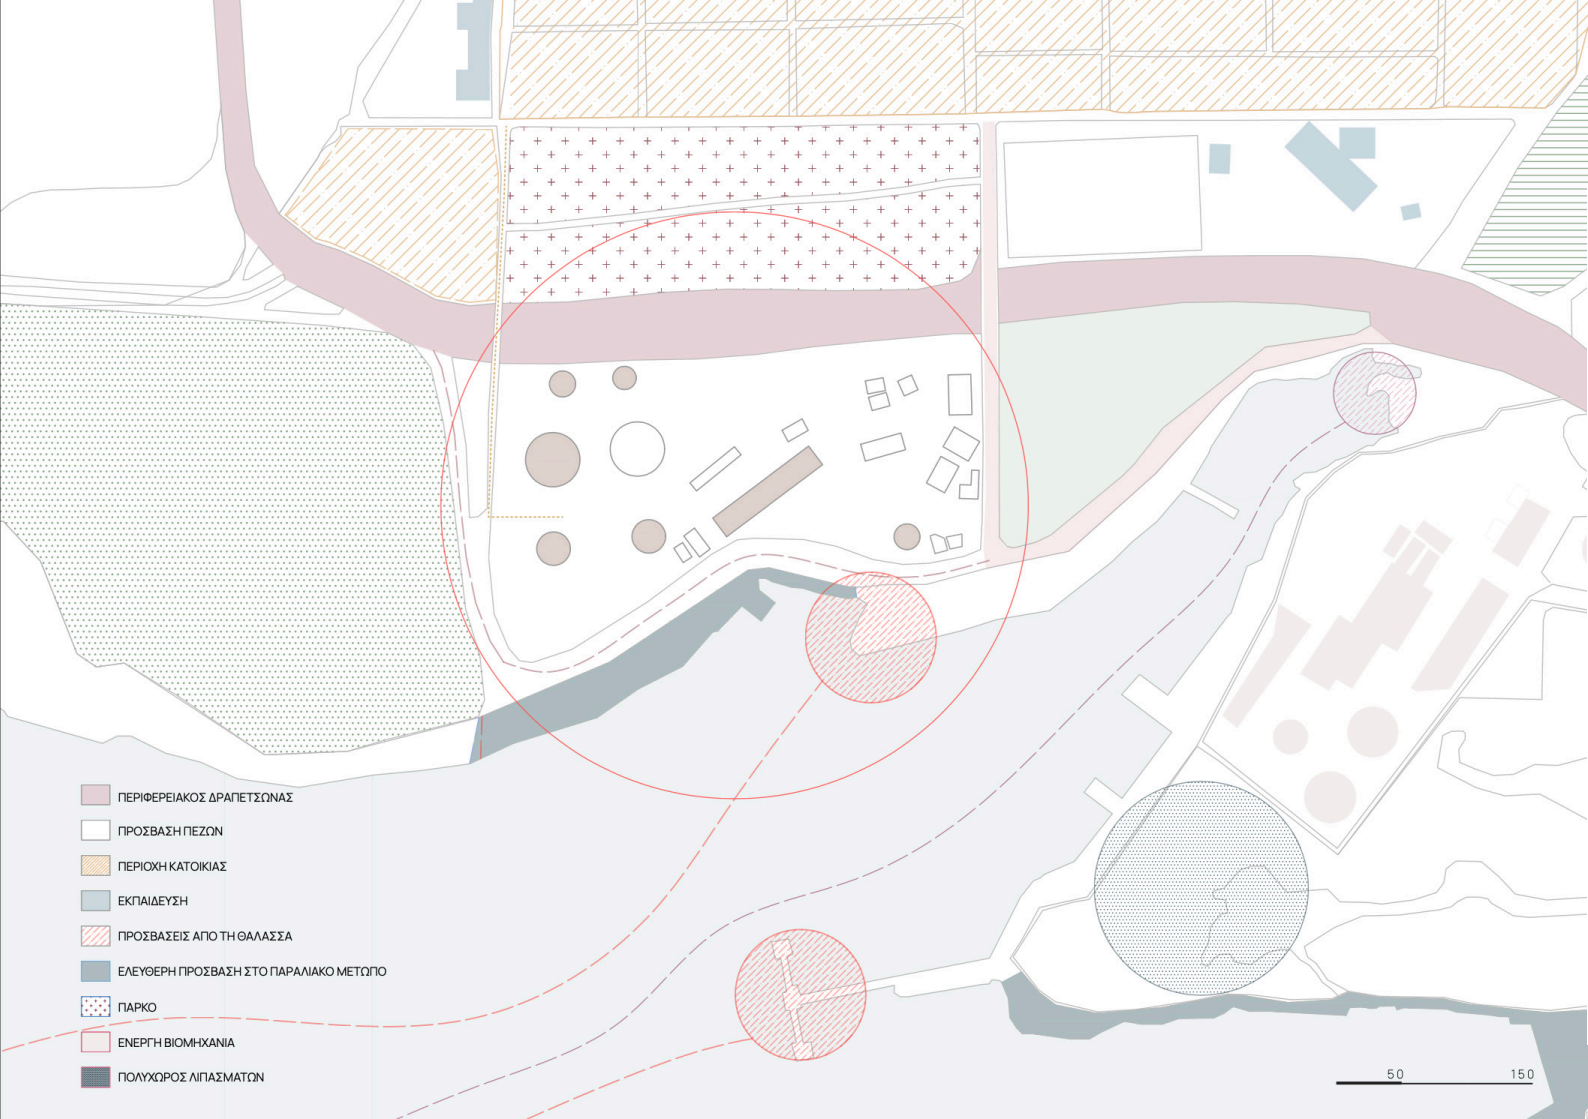 ΠΕΡΙΦΕΡΕΙΑΚΟΣ ΔΡΑΠΕΤΣΩΝΑΣ
ΠΡΟΣΒΑΣΗ ΠΕΖΩΝ
ΠΕΡΙΟΧΗ ΚΑΤΟΙΚΙΑΣ
ΕΚΠΑΙΔΕΥΣΗ
ΠΡΟΣΒΑΣΕΙΣ ΑΠΟ ΤΗ ΘΑΛΑΣΣΑ
ΕΛΕΥΘΕΡΗ ΠΡΟΣΒΑΣΗ ΣΤΟ ΠΑΡΑΛΙΑΚΟ ΜΕΤΩΠΟ
ΠΑΡΚΟ
ΕΝΕΡΓΗ ΒΙΟΜΗΧΑΝΙΑ
ΠΟΛΥΧΩΡΟΣ ΛΙΠΑΣΜΑΤΩΝ
50 150